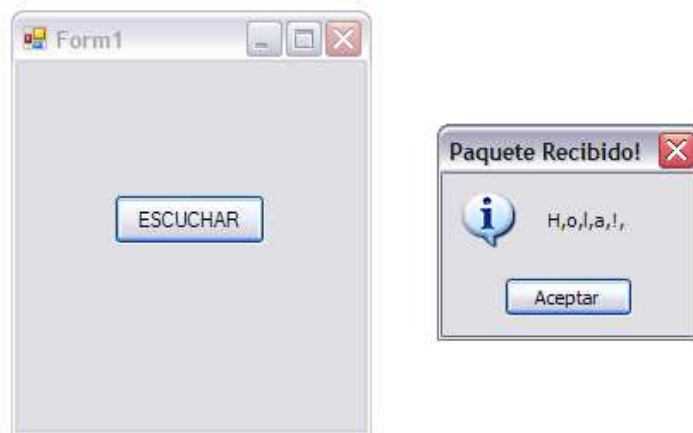 Form1
ESCUCHAR
Paquete Recibido!
H,o,l,a,!,
Aceptar